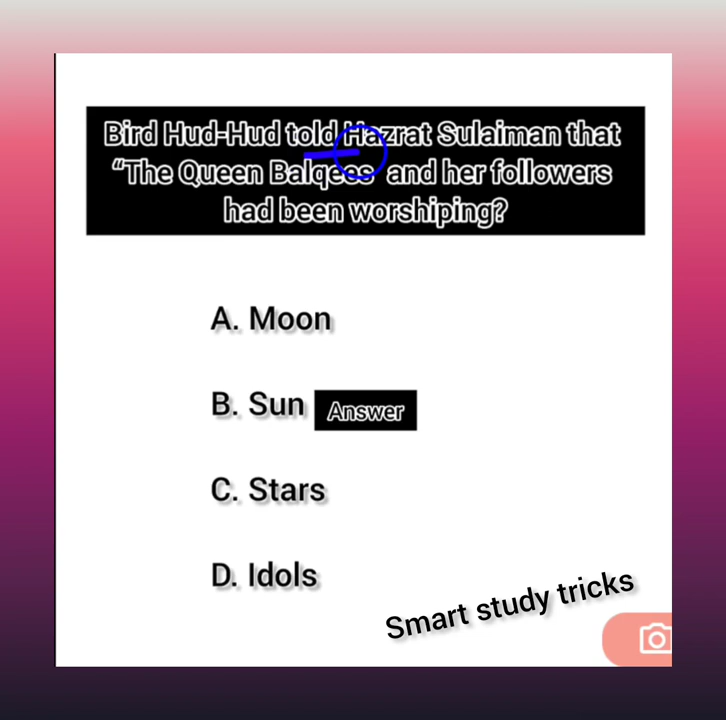 Bird Hud-Hud told Hazrat Sulaiman that
“The Queen Balqees and her followers
had been worshiping?
A. Moon
B. Sun Answer
C. Stars
D. Idols
Smart study tricks